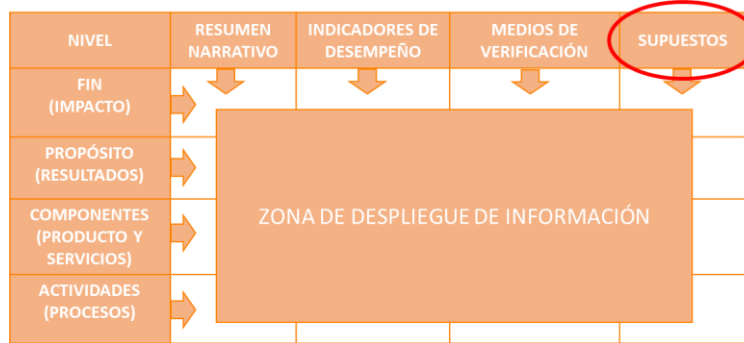 NIVEL
RESUMEN
NARRATIVO
INDICADORES DE
DESEMPEÑO
MEDIOS DE
VERIFICACIÓN
SUPUESTOS
FIN
(IMPACTO)
PROPÓSITO
(RESULTADOS)
COMPONENTES
(PRODUCTO Y
SERVICIOS)
ACTIVIDADES
(PROCESOS)
ZONA DE DESPLIEGUE DE INFORMACIÓN